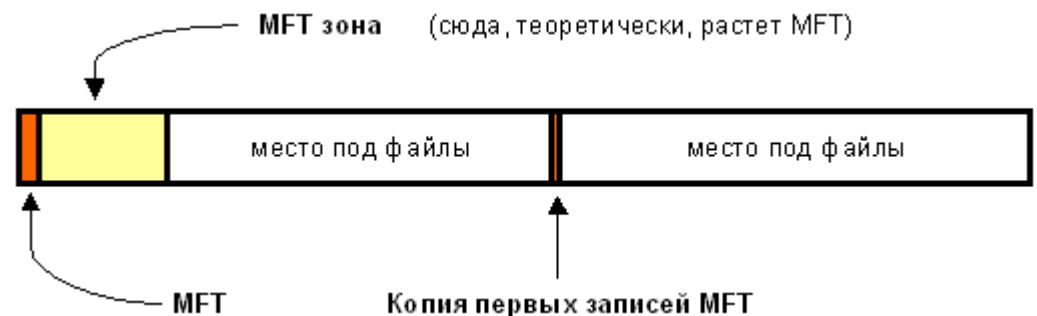 MFT зона (сюда, теоретически, растет MFT)
место под файлы место под файлы
MFT Копия первых записей MFT